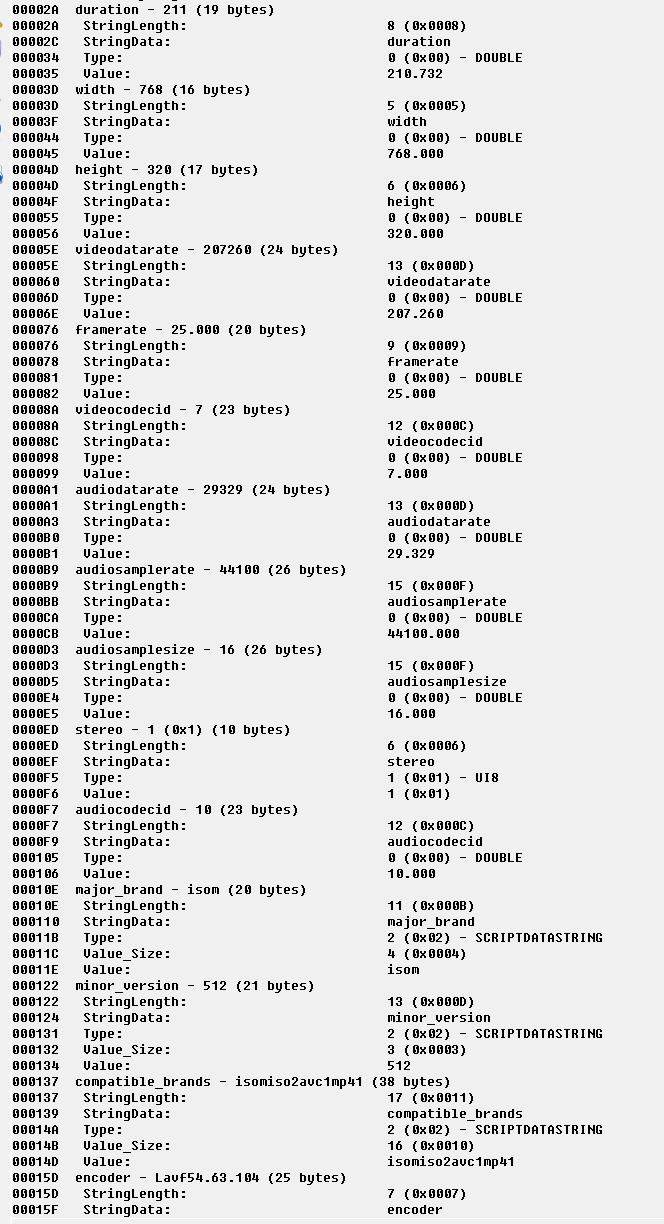 00002A duration - 211 (19 bytes)
00002A StringLength: 8 (0x0008)
00002C StringData: duration
000034 Type: 0 (0x00) - DOUBLE
000035 Value: 210.732
00003D width - 768 (16 bytes)
00003D StringLength: 5 (0x0005)
00003F StringData: width
000044 Type: 0 (0x00) - DOUBLE
000045 Value: 768.000
00004D height - 320 (17 bytes)
00004D StringLength: 6 (0x0006)
00004F StringData: height
000055 Type: 0 (0x00) - DOUBLE
000056 Value: 320.000
00005E videodatarate - 207260 (24 bytes)
00005E StringLength: 13 (0x000D)
000060 StringData: videodatarate
00006D Type: 0 (0x00) - DOUBLE
00006E Value: 207.260
000076 framerate - 25.000 (20 bytes)
000076 StringLength: 9 (0x0009)
000078 StringData: framerate
000081 Type: 0 (0x00) - DOUBLE
000082 Value: 25.000
00008A videocodecid - 7 (23 bytes)
00008A StringLength: 12 (0x000C)
00008C StringData: videocodecid
000098 Type: 0 (0x00) - DOUBLE
000099 Value: 7.000
0000A1 audiodatarate - 29329 (24 bytes)
0000A1 StringLength: 13 (0x000D)
0000A3 StringData: audiodatarate
0000B0 Type: 0 (0x00) - DOUBLE
0000B1 Value: 29.329
0000B9 audiosamplerate - 44100 (26 bytes)
0000B9 StringLength: 15 (0x000F)
0000BB StringData: audiosamplerate
0000CA Type: 0 (0x00) - DOUBLE
0000CB Value: 44100.000
0000D3 audiosamplesize - 16 (26 bytes)
0000D3 StringLength: 15 (0x000F)
0000D5 StringData: audiosamplesize
0000E4 Type: 0 (0x00) - DOUBLE
0000E5 Value: 16.000
0000ED stereo - 1 (0x1) (10 bytes)
0000ED StringLength: 6 (0x0006)
0000EF StringData: stereo
0000F5 Type: 1 (0x01) - UI8
0000F6 Value: 1 (0x01)
0000F7 audiocodecid - 10 (23 bytes)
0000F7 StringLength: 12 (0x000C)
0000F9 StringData: audiocodecid
000105 Type: 0 (0x00) - DOUBLE
000106 Value: 10.000
00010E major_brand - isom (20 bytes)
00010E StringLength: 11 (0x000B)
000110 StringData: major_brand
00011B Type: 2 (0x02) - SCRIPTDATASTRING
00011C Value_Size: 4 (0x0004)
00011E Value: isom
000122 minor_version - 512 (21 bytes)
000122 StringLength: 13 (0x000D)
000124 StringData: minor_version
000131 Type: 2 (0x02) - SCRIPTDATASTRING
000132 Value_Size: 3 (0x0003)
000134 Value: 512
000137 compatible_brands - isomiso2avc1mp41 (38 bytes)
000137 StringLength: 17 (0x0011)
000139 StringData: compatible_brands
00014A Type: 2 (0x02) - SCRIPTDATASTRING
00014B Value_Size: 16 (0x0010)
00014D Value: isomiso2avc1mp41
00015D encoder - Lavf54.63.104 (25 bytes)
00015D StringLength: 7 (0x0007)
00015F StringData: encoder